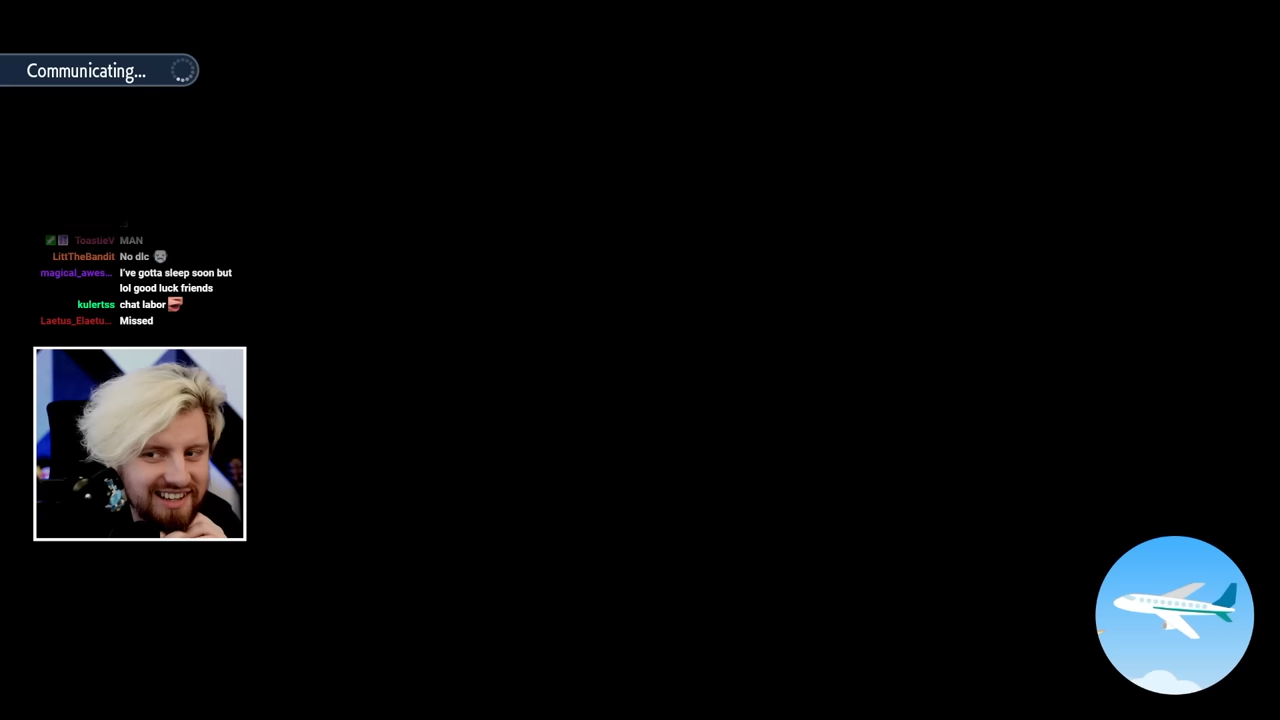 Communicating...
ToastieV MAN
LittTheBandit No dlc
magical_awes... I've gotta sleep soon but
lol good luck friends
kulertss chat labor
Laetus_Elaetu... Missed